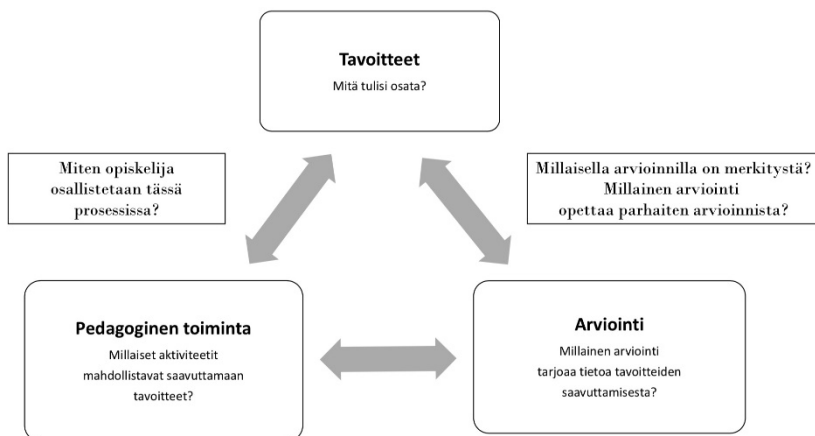 Tavoitteet
Mitä tulisi osata?
Miten opiskelija
osallistetaan tässä
prosessissa?
Millaisella arvioinnilla on merkitystä?
Millainen arviointi
opettaa parhaiten arvioinnista?
Pedagoginen toiminta
Millaiset aktiviteetit
mahdollistavat saavuttamaan
tavoitteet?
Arviointi
Millainen arviointi
tarjoaa tietoa tavoitteiden
saavuttamisesta?